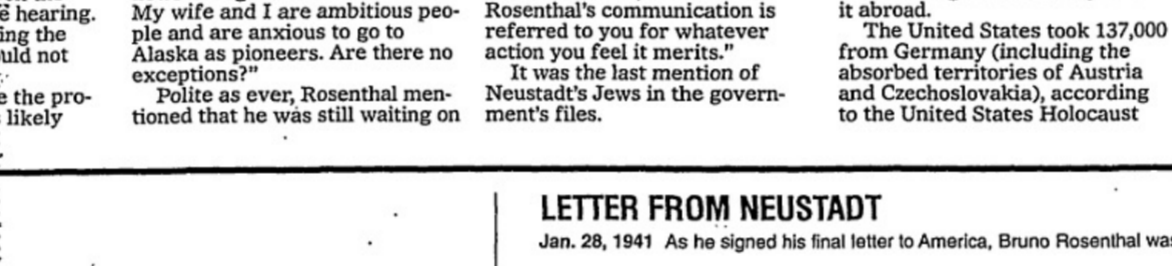 e hearing.
ing the
uld not
e the pro-
likely
My wife and I are ambitious peo-
ple and are anxious to go to
Alaska as pioneers. Are there no
exceptions?"
Polite as ever, Rosenthal men-
tioned that he was still waiting on
Rosenthal's communication is
referred to you for whatever
action you feel it merits."
It was the last mention of
Neustadt's Jews in the govern-
ment's files.
it abroad.
The United States took 137,000
from Germany (including the
absorbed territories of Austria
and Czechoslovakia), according
to the United States Holocaust
LETTER FROM NEUSTADT
Jan. 28, 1941 As he signed his final letter to America, Bruno Rosenthal was